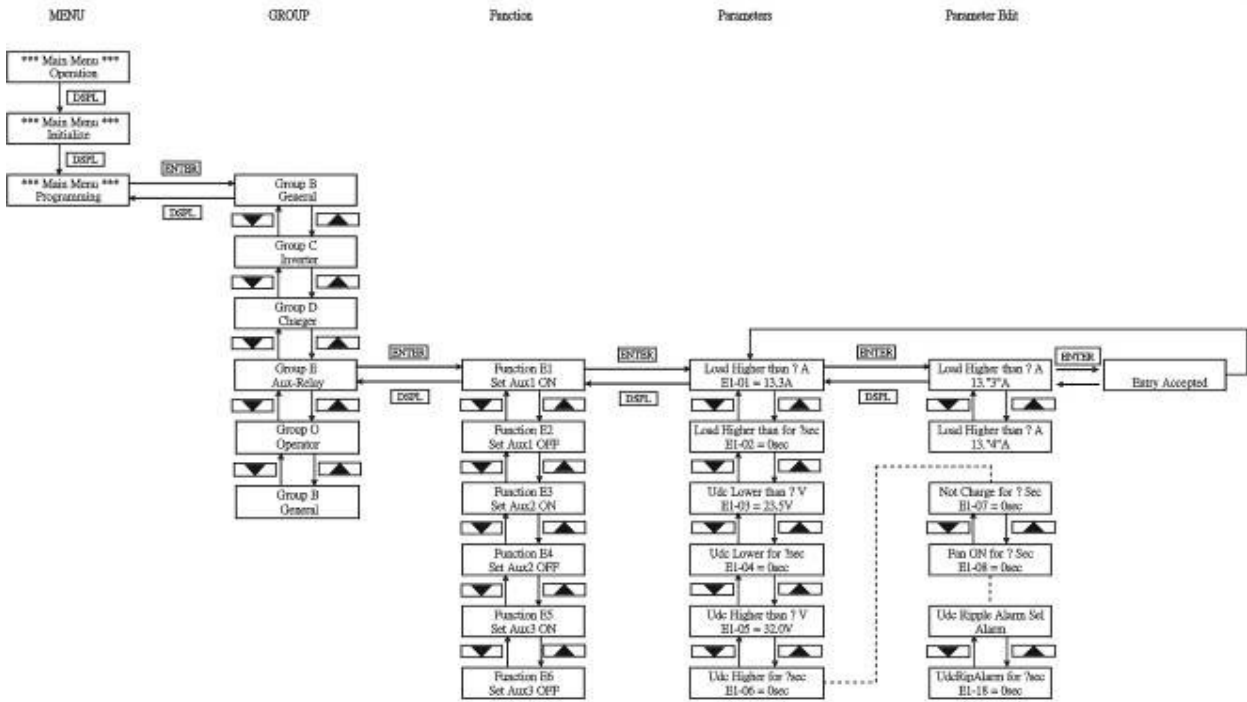 MENU
GROUP
Function
Parameters
Parameter Edit
*** Main Menu ***
Operation
DSPL
*** Main Menu ***
Initialize
DSPL
*** Main Menu ***
Programming
ENTER
DSPL
Group B
General
Group C
Inverter
Group D
Charger
Group E
Aux-Relay
Group O
Operator
Group B
General
ENTER
DSPL
Function E1
Set Aux1 ON
Function E2
Set Aux1 OFF
Function E3
Set Aux2 ON
Function E4
Set Aux2 OFF
Function E5
Set Aux3 ON
Function E6
Set Aux3 OFF
ENTER
DSPL
Load Higher than ? A
E1-01 = 13.3A
Load Higher than for ?sec
E1-02 = 0sec
Udc Lower than ? V
E1-03 = 23.5V
Udc Lower for ?sec
E1-04 = 0sec
Udc Higher than ? V
E1-05 = 32.0V
Udc Higher for ?sec
E1-06 = 0sec
ENTER
DSPL
Load Higher than ? A
13."3"A
Load Higher than ? A
13."4"A
Not Charge for ? Sec
E1-07 = 0sec
Fan ON for ? Sec
E1-08 = 0sec
Udc Ripple Alarm Sel
Alarm
UdcRipAlarm for ?sec
E1-18 = 0sec
ENTER
Entry Accepted